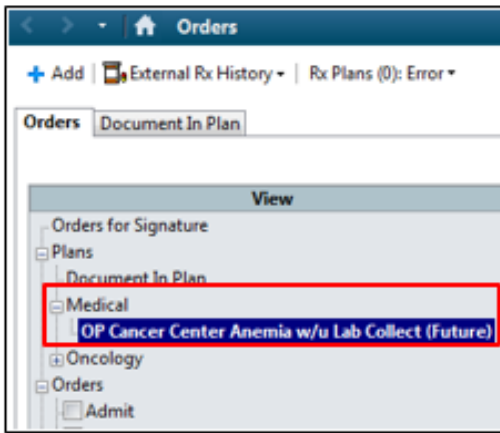 Orders
Add | External Rx History | Rx Plans (0): Error
Orders Document In Plan
View
Orders for Signature
Plans
Document In Plan
Medical
OP Cancer Center Anemia w/u Lab Collect (Future)
Oncology
Orders
Admit